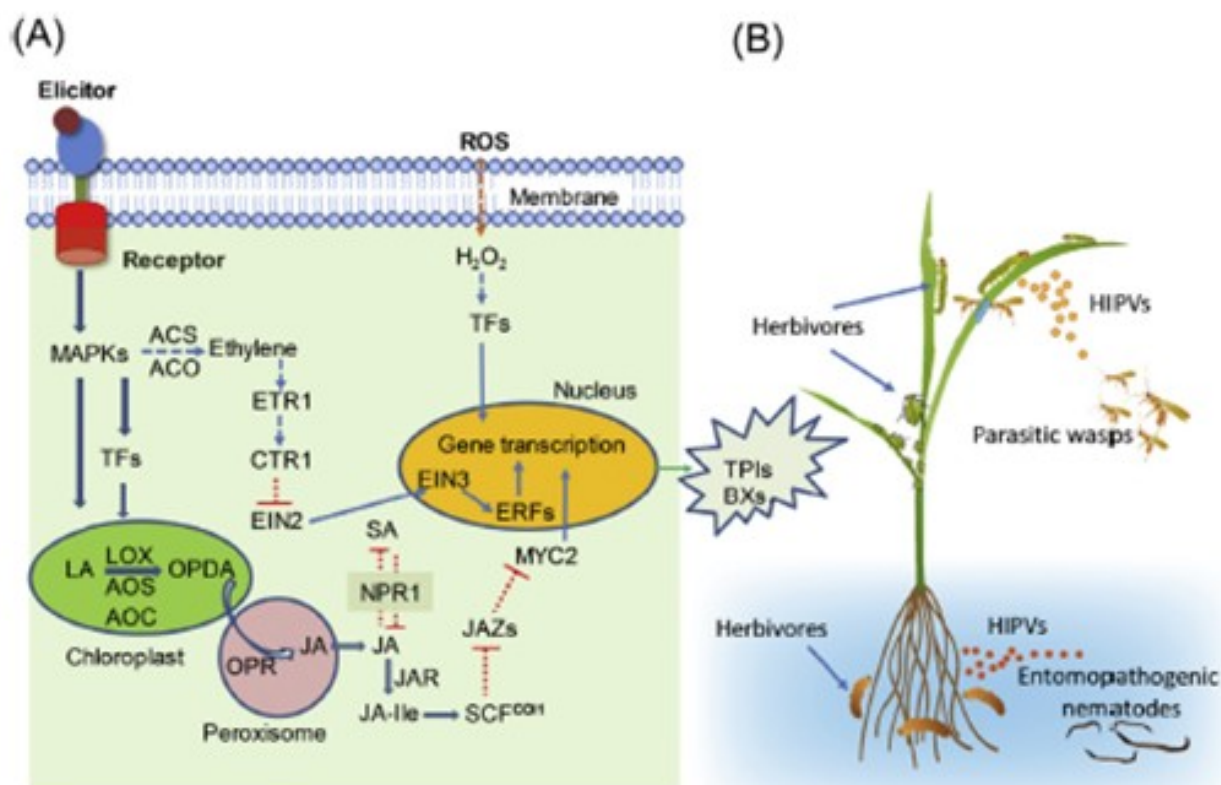 (A)
Elicitor
ROS
Membrane
Receptor
H₂O₂
TFs
MAPKs
ACS
ACO
Ethylene
ETR1
CTR1
EIN2
TFs
Nucleus
Gene transcription
EIN3
ERFs
TPIs
BXs
SA
NPR1
JA
MYC2
JAZs
LA
LOX
AOS
AOC
OPDA
Chloroplast
OPR
JA
Peroxisome
JAR
JA-Ile
SCFᶜᴼᴵ¹
(B)
Herbivores
HIPVs
Parasitic wasps
Herbivores
HIPVs
Entomopathogenic
nematodes